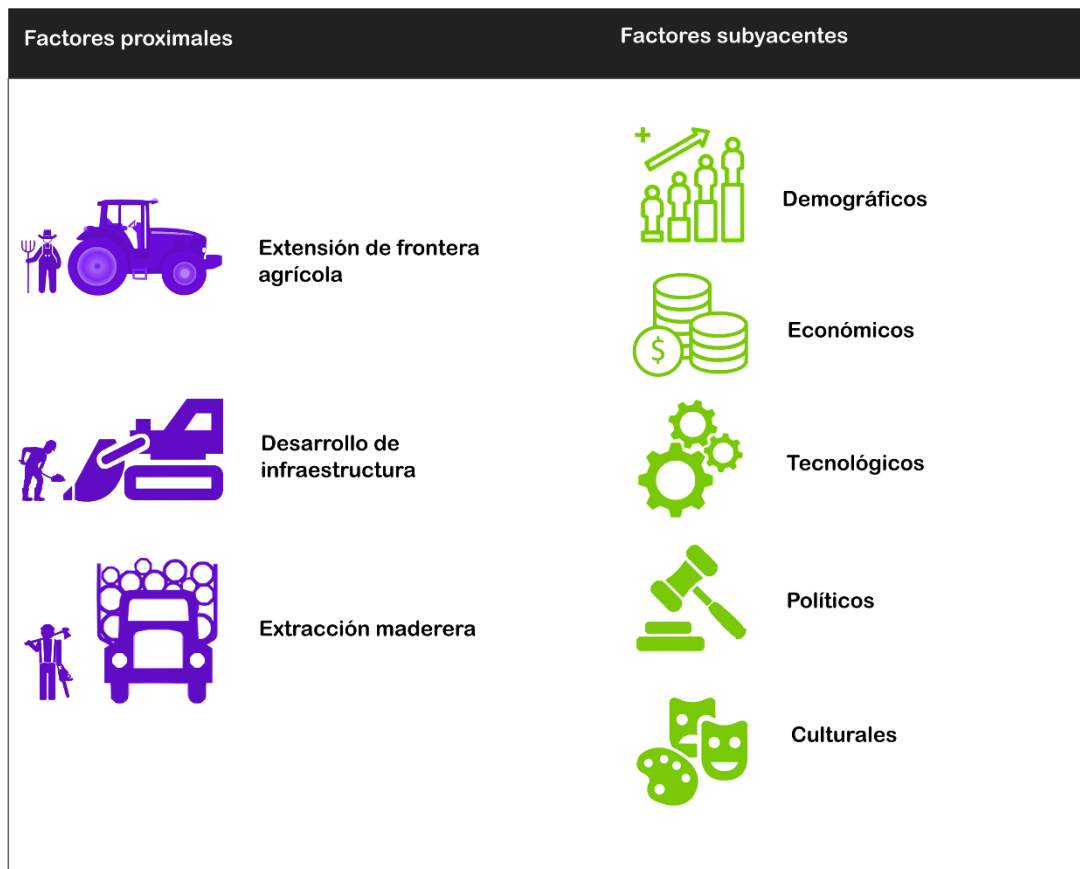 Factores proximales
Factores subyacentes
Extensión de frontera
agrícola
Desarrollo de
infraestructura
Extracción maderera
+
Demográficos
$
Económicos
Tecnológicos
Políticos
Culturales